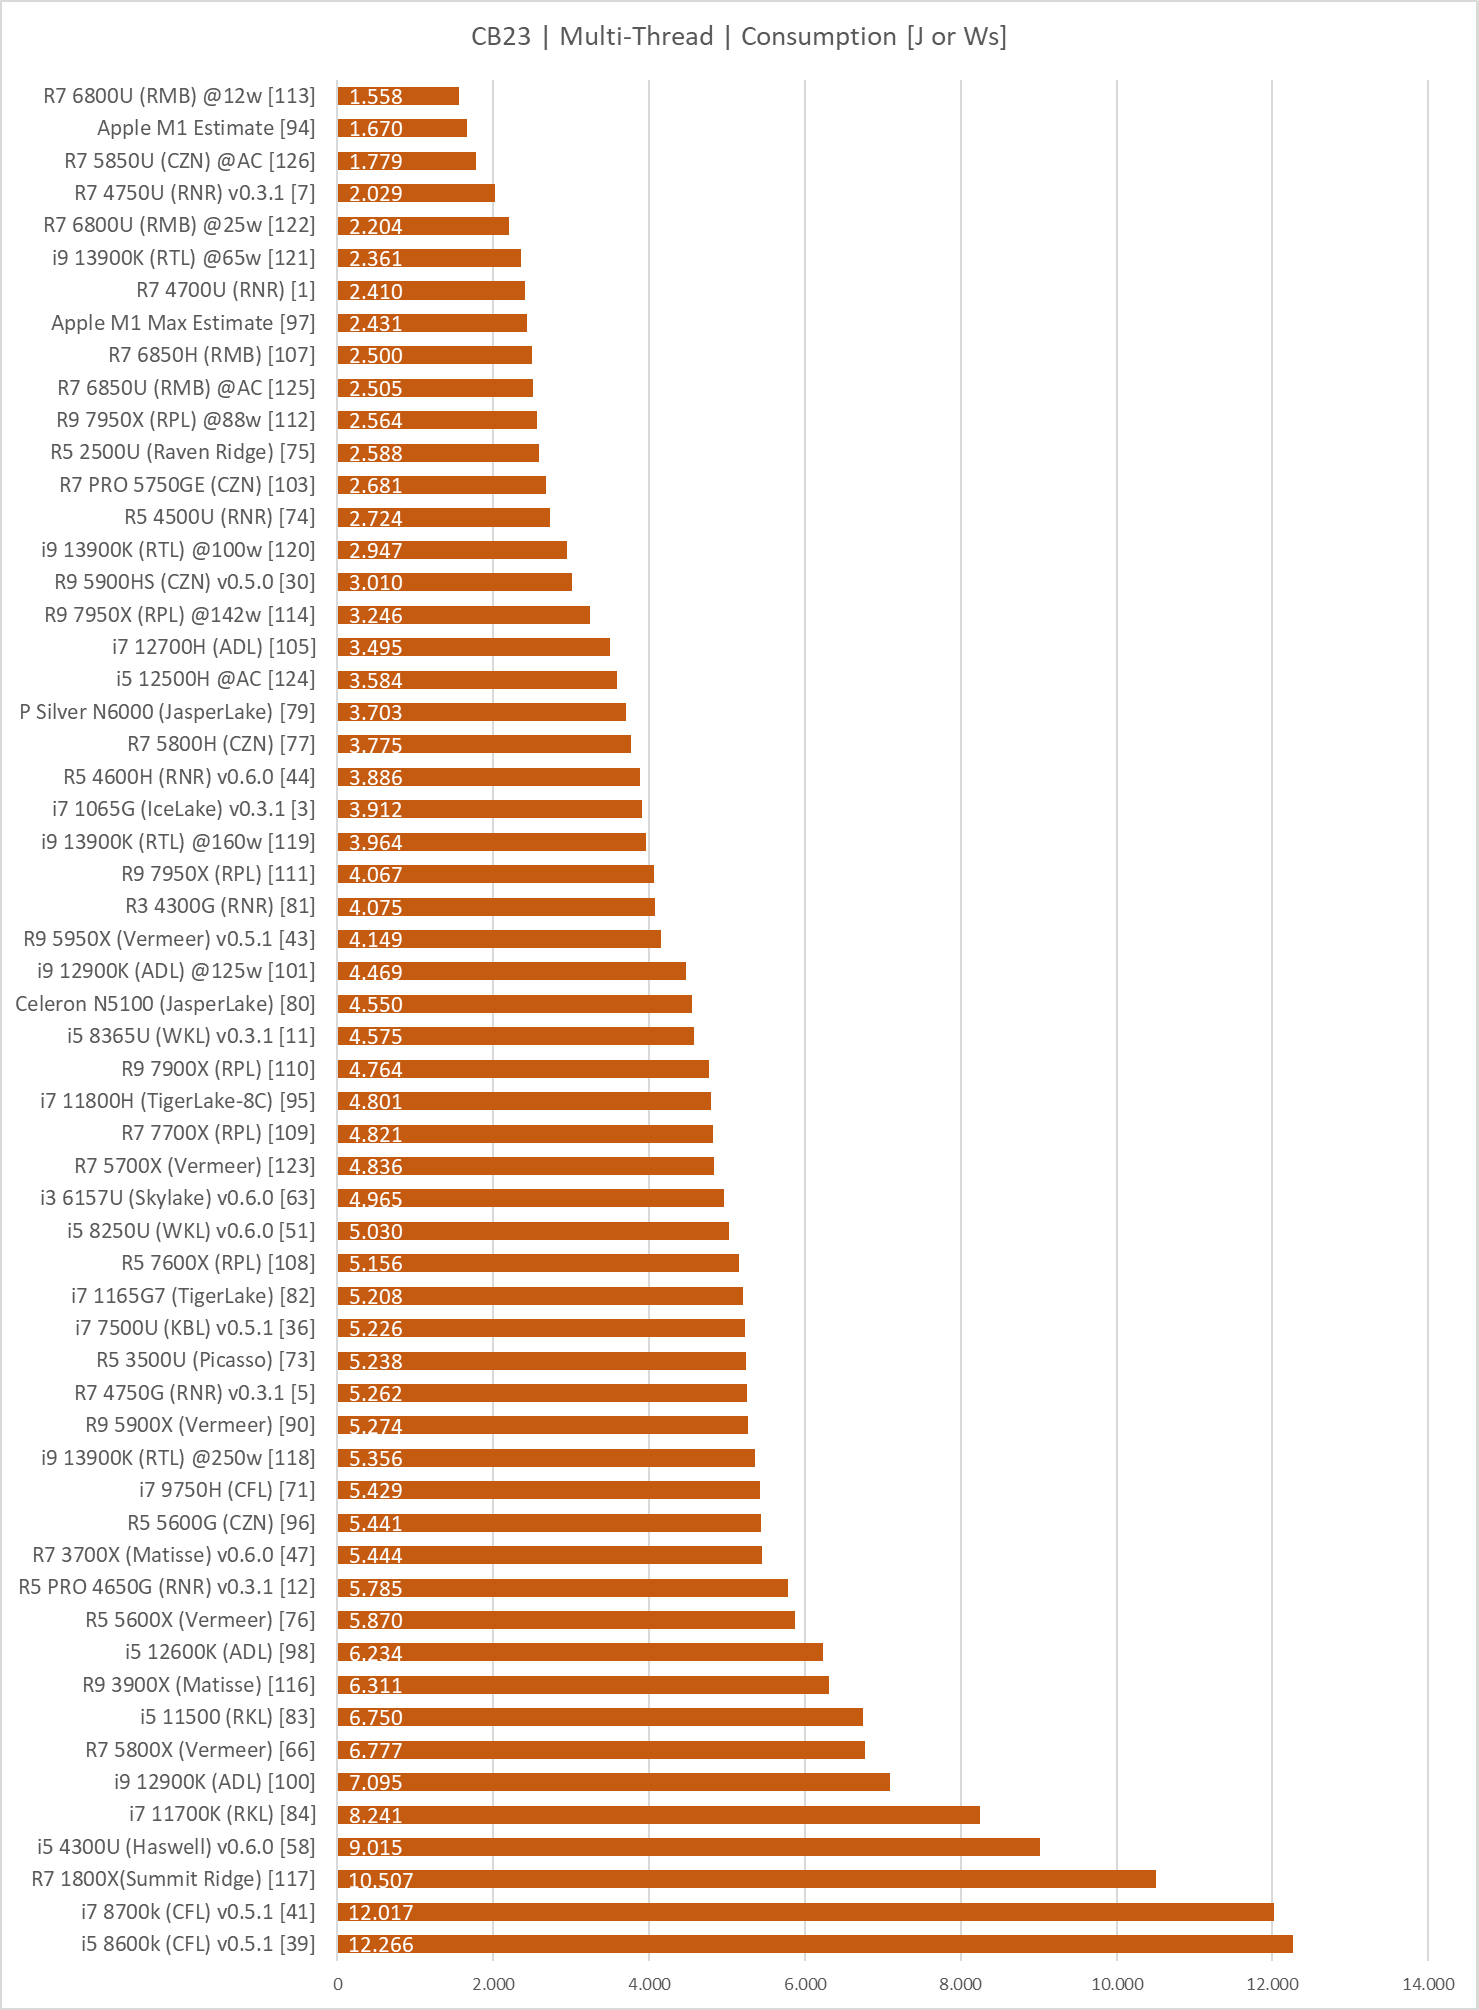 CB23 | Multi-Thread | Consumption [J or Ws]
R7 6800U (RMB) @12w [113] 1.558
Apple M1 Estimate [94] 1.670
R7 5850U (CZN) @AC [126] 1.779
R7 4750U (RNR) v0.3.1 [7] 2.029
R7 6800U (RMB) @25w [122] 2.204
i9 13900K (RTL) @65w [121] 2.361
R7 4700U (RNR) [1] 2.410
Apple M1 Max Estimate [97] 2.431
R7 6850H (RMB) [107] 2.500
R7 6850U (RMB) @AC [125] 2.505
R9 7950X (RPL) @88w [112] 2.564
R5 2500U (Raven Ridge) [75] 2.588
R7 PRO 5750GE (CZN) [103] 2.681
R5 4500U (RNR) [74] 2.724
i9 13900K (RTL) @100w [120] 2.947
R9 5900HS (CZN) v0.5.0 [30] 3.010
R9 7950X (RPL) @142w [114] 3.246
i7 12700H (ADL) [105] 3.495
i5 12500H @AC [124] 3.584
P Silver N6000 (JasperLake) [79] 3.703
R7 5800H (CZN) [77] 3.775
R5 4600H (RNR) v0.6.0 [44] 3.886
i7 1065G (IceLake) v0.3.1 [3] 3.912
i9 13900K (RTL) @160w [119] 3.964
R9 7950X (RPL) [111] 4.067
R3 4300G (RNR) [81] 4.075
R9 5950X (Vermeer) v0.5.1 [43] 4.149
i9 12900K (ADL) @125w [101] 4.469
Celeron N5100 (JasperLake) [80] 4.550
i5 8365U (WKL) v0.3.1 [11] 4.575
R9 7900X (RPL) [110] 4.764
i7 11800H (TigerLake-8C) [95] 4.801
R7 7700X (RPL) [109] 4.821
R7 5700X (Vermeer) [123] 4.836
i3 6157U (Skylake) v0.6.0 [63] 4.965
i5 8250U (WKL) v0.6.0 [51] 5.030
R5 7600X (RPL) [108] 5.156
i7 1165G7 (TigerLake) [82] 5.208
i7 7500U (KBL) v0.5.1 [36] 5.226
R5 3500U (Picasso) [73] 5.238
R7 4750G (RNR) v0.3.1 [5] 5.262
R9 5900X (Vermeer) [90] 5.274
i9 13900K (RTL) @250w [118] 5.356
i7 9750H (CFL) [71] 5.429
R5 5600G (CZN) [96] 5.441
R7 3700X (Matisse) v0.6.0 [47] 5.444
R5 PRO 4650G (RNR) v0.3.1 [12] 5.785
R5 5600X (Vermeer) [76] 5.870
i5 12600K (ADL) [98] 6.234
R9 3900X (Matisse) [116] 6.311
i5 11500 (RKL) [83] 6.750
R7 5800X (Vermeer) [66] 6.777
i9 12900K (ADL) [100] 7.095
i7 11700K (RKL) [84] 8.241
i5 4300U (Haswell) v0.6.0 [58] 9.015
R7 1800X(Summit Ridge) [117] 10.507
i7 8700k (CFL) v0.5.1 [41] 12.017
i5 8600k (CFL) v0.5.1 [39] 12.266
0 2.000 4.000 6.000 8.000 10.000 12.000 14.000